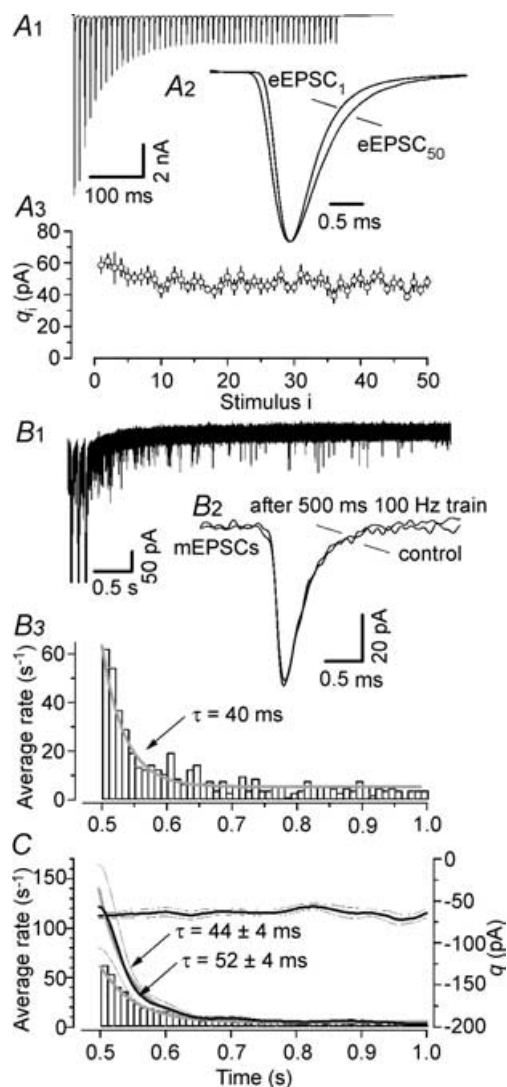 A1
2 nA
100 ms
A2
eEPSC1
eEPSC50
0.5 ms
A3
qi (pA)
80
60
40
20
0
0 10 20 30 40 50
Stimulus i
B1
50 pA
0.5 s
B2
after 500 ms 100 Hz train
mEPSCs
control
20 pA
0.5 ms
B3
Average rate (s-1)
60
40
20
0
τ = 40 ms
0.5 0.6 0.7 0.8 0.9 1.0
C
Average rate (s-1)
150
100
50
0
τ = 44 ± 4 ms
τ = 52 ± 4 ms
0
-50
-100
-150
-200
q (pA)
0.5 0.6 0.7 0.8 0.9 1.0
Time (s)